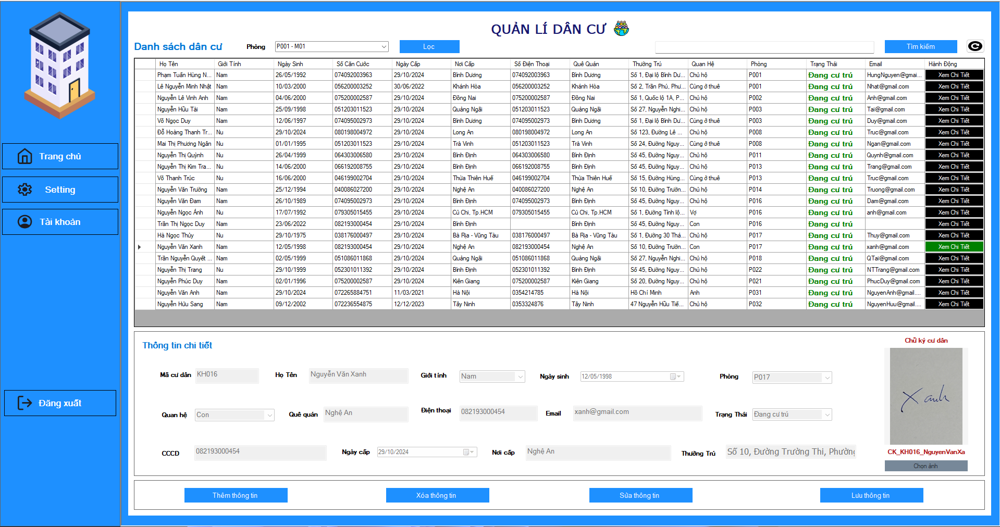 QUẢN LÍ DÂN CƯ
Danh sách dân cư Phòng P001 - M01 Lọc Tìm kiếm
Trang chủ
Setting
Tài khoản
Đăng xuất
Họ Tên Giới Tính Ngày Sinh Số Căn Cước Ngày Cấp Nơi Cấp Số Điện Thoại Quê Quán Thường Trú Quan Hệ Phòng Trạng Thái Email Hành Động
Phạm Tuấn Hùng N... Nam 26/05/1992 074092003963 29/10/2024 Bình Dương 074092003963 Bình Dương Số 1, Đại lộ Bình Dư... Chủ hộ P001 Đang cư trú HungNguyen@gmai... Xem Chi Tiết
Lê Nguyễn Minh Nhật Nam 10/03/2000 056200003252 30/06/2022 Khánh Hòa 056200003252 Khánh Hòa Số 2, Trần Phú, Phư... Cùng ở thuê P001 Đang cư trú Nhat@gmail.com Xem Chi Tiết
Nguyễn Lê Vinh Anh Nam 04/06/2000 075200002587 29/10/2024 Đồng Nai 075200002587 Đồng Nai Số 1, Quốc lộ 1A, P... Chủ hộ P002 Đang cư trú Anh@gmail.com Xem Chi Tiết
Nguyễn Hữu Tài Nam 25/09/1998 051203011523 29/10/2024 Quảng Ngãi 051203011523 Quảng Ngãi Số 27, Nguyễn Nghi... Chủ hộ P003 Đang cư trú Tai@gmail.com Xem Chi Tiết
Võ Ngọc Duy Nam 12/06/1997 074095002973 29/10/2024 Bình Dương 074095002973 Bình Dương Số 1, Đại lộ Bình Dư... Cùng ở thuê P003 Đang cư trú Duy@gmail.com Xem Chi Tiết
Đỗ Hoàng Thanh Tr... Nu 29/10/2024 080198004972 29/10/2024 Long An 080198004972 Long An Số 123, Đường Lê ... Chủ hộ P008 Đang cư trú Truc@gmail.com Xem Chi Tiết
Mai Thị Phương Ngân Nu 01/01/1995 051203011523 29/10/2024 Trà Vinh 051203011523 Trà Vinh Số 24, Đường Nguy... Cùng ở thuê P008 Đang cư trú Ngan@gmail.com Xem Chi Tiết
Nguyễn Thị Quỳnh Nu 26/04/1999 064303006580 29/10/2024 Bình Định 064303006580 Bình Định Số 45, Đường Nguy... Chủ hộ P011 Đang cư trú Quynh@gmail.com Xem Chi Tiết
Nguyễn Thị Kim Tra... Nu 14/06/2000 066192008755 29/10/2024 Bình Định 066192008755 Bình Định Số 45, Đường Nguy... Chủ hộ P013 Đang cư trú Trang@gmail.com Xem Chi Tiết
Võ Thanh Trúc Nu 16/06/2000 046199002704 29/10/2024 Thừa Thiên Huế 046199002704 Thừa Thiên Huế Số 15, Đường Hùng... Cùng ở thuê P013 Đang cư trú Truc@gmail.com Xem Chi Tiết
Nguyễn Văn Trường Nam 25/12/1994 040086027200 29/10/2024 Nghệ An 040086027200 Nghệ An Số 10, Đường Trườn... Chủ hộ P014 Đang cư trú Truong@gmail.com Xem Chi Tiết
Nguyễn Văn Đam Nam 26/10/1989 074095002973 29/10/2024 Bình Định 074095002973 Bình Định Số 45, Đường Nguy... Chủ hộ P016 Đang cư trú Dam@gmail.com Xem Chi Tiết
Nguyễn Ngọc Ánh Nu 17/07/1992 079305015455 29/10/2024 Củ Chi, Tp.HCM 079305015455 Củ Chi, Tp.HCM Số 1, Đường Tỉnh lộ... Vợ P016 Đang cư trú anh@gmail.com Xem Chi Tiết
Trần Thị Ngọc Duy Nam 23/06/2022 082193000454 29/10/2024 Bình Định Bình Định Số 45, Đường Nguy... Con P016 Đang cư trú Xem Chi Tiết
Hà Ngọc Thủy Nu 29/10/1975 038176000497 29/10/2024 Bà Rịa - Vũng Tàu 038176000497 Bà Rịa - Vũng Tàu Số 1, Đường 30 Thá... Chủ hộ P017 Đang cư trú Thuy@gmail.com Xem Chi Tiết
Nguyễn Văn Xanh Nam 12/05/1998 082193000454 29/10/2024 Nghệ An 082193000454 Nghệ An Số 10, Đường Trườn... Con P017 Đang cư trú xanh@gmail.com Xem Chi Tiết
Trần Nguyễn Quyết ... Nam 02/05/1999 051086011868 29/10/2024 Quảng Ngãi 051086011868 Quảng Ngãi Số 27, Nguyễn Nghi... Chủ hộ P018 Đang cư trú QTai@gmail.com Xem Chi Tiết
Nguyễn Thị Trang Nu 29/10/1999 052301011392 29/10/2024 Bình Định 052301011392 Bình Định Số 45, Đường Nguy... Chủ hộ P022 Đang cư trú NTTrang@gmail.com Xem Chi Tiết
Nguyễn Phúc Duy Nam 02/01/1996 075200002587 29/10/2024 Kiên Giang 075200002587 Kiên Giang Số 20, Đường Nguy... Chủ hộ P021 Đang cư trú PhucDuy@gmail.com Xem Chi Tiết
Nguyễn Văn Anh Nam 29/10/2024 072265884751 11/03/2021 Hà Nội 0354214785 Hà Nội Hồ Chí Minh Anh P031 Đang cư trú NguyenAnh@gmail.... Xem Chi Tiết
Nguyễn Hứu Sang Nam 09/12/2002 072236554875 12/12/2023 Tây Ninh 0353324876 Tây Ninh 47 Nguyễn Hữu Tiế... Chủ hộ P032 Đang cư trú NguyenHuu@gmail.... Xem Chi Tiết
Thông tin chi tiết
Chữ ký cư dân
Mã cư dân KH016 Họ Tên Nguyễn Văn Xanh Giới tính Nam Ngày sinh 12/05/1998 Phòng P017
Xanh
Quan hệ Con Quê quán Nghệ An Điện thoại 082193000454 Email xanh@gmail.com Trạng Thái Đang cư trú
CCCD 082193000454 Ngày cấp 29/10/2024 Nơi cấp Nghệ An Thường Trú Số 10, Đường Trường Thi, Phường
CK_KH016_NguyenVanXa
Chọn ảnh
Thêm thông tin Xóa thông tin Sửa thông tin Lưu thông tin